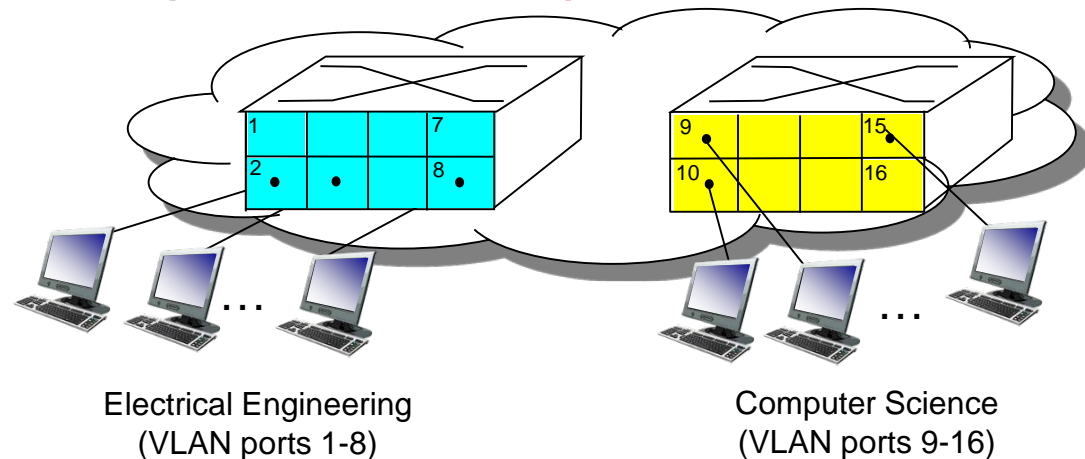 1 7
2 8
9 15
10 16
...
...
Electrical Engineering
(VLAN ports 1-8)
Computer Science
(VLAN ports 9-16)